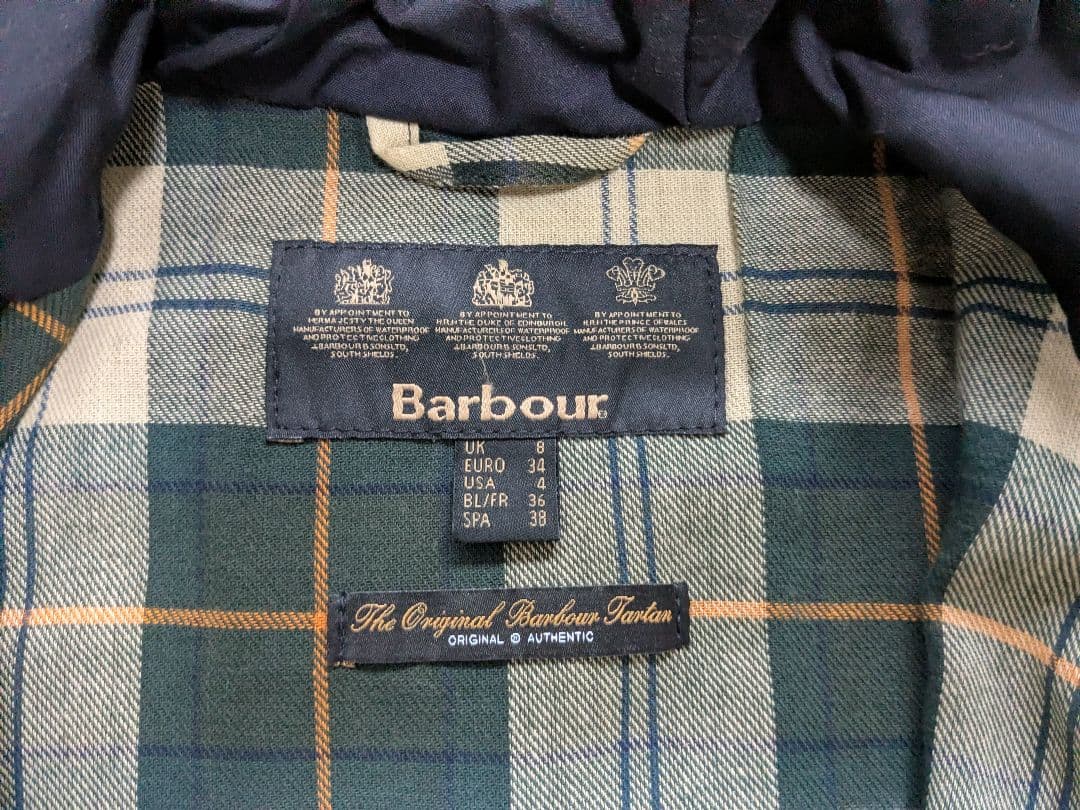 BY APPOINTMENT TO
HER MAJESTY THE QUEEN
MANUFACTURERS OF WATERPROOF
AND PROTECTIVE CLOTHING
J.BARBOUR & SONS LTD,
SOUTH SHIELDS.
BY APPOINTMENT TO
H.R.H THE DUKE OF EDINBURGH,
MANUFACTURERS OF WATERPROOF
AND PROTECTIVE CLOTHING
J.BARBOUR & SONS LTD,
SOUTH SHIELDS.
BY APPOINTMENT TO
H.R.H THE PRINCE OF WALES
MANUFACTURERS OF WATERPROOF
AND PROTECTIVE CLOTHING
J.BARBOUR & SONS LTD,
SOUTH SHIELDS.
Barbour®
UK 8
EURO 34
USA 4
BL/FR 36
SPA 38
The Original Barbour Tartan
ORIGINAL ® AUTHENTIC